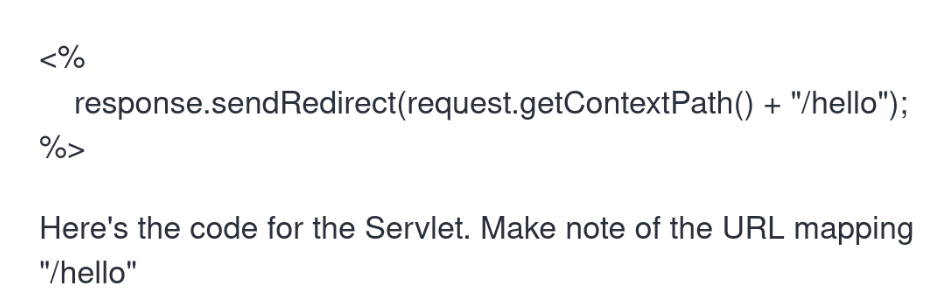 <%
response.sendRedirect(request.getContextPath() + "/hello");
%>
Here's the code for the Servlet. Make note of the URL mapping
"/hello"